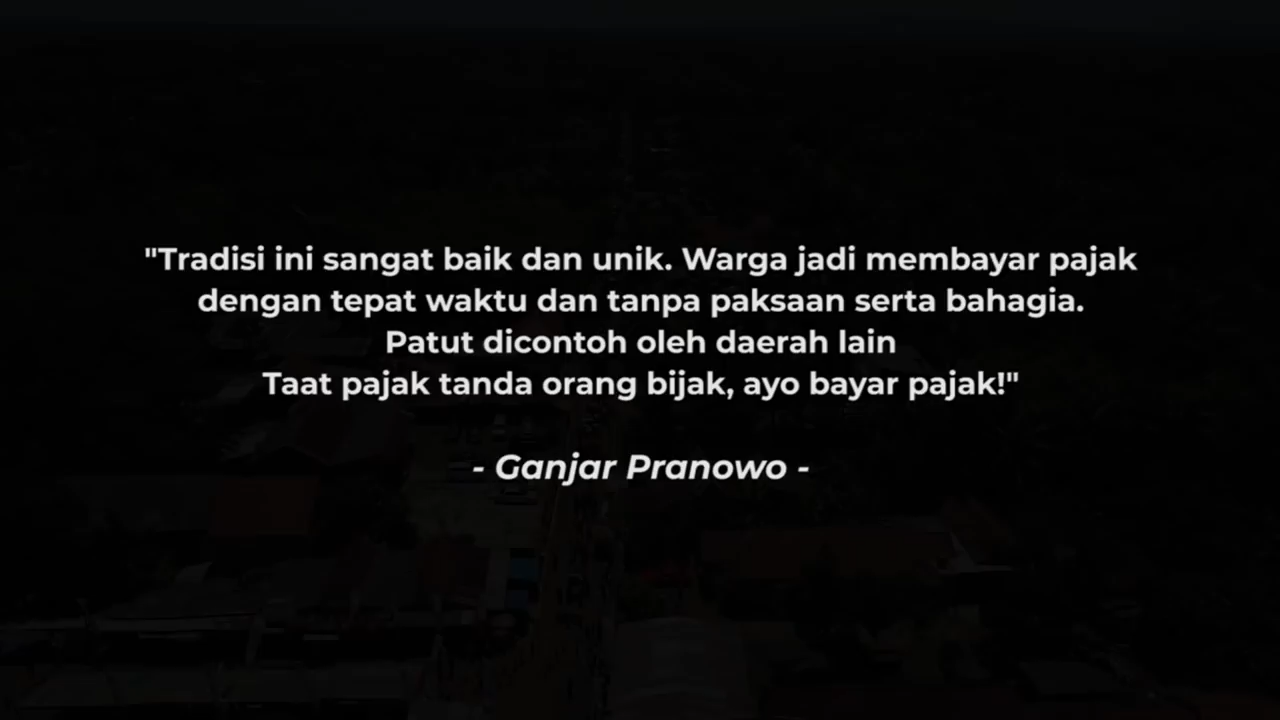 "Tradisi ini sangat baik dan unik. Warga jadi membayar pajak
dengan tepat waktu dan tanpa paksaan serta bahagia.
Patut dicontoh oleh daerah lain
Taat pajak tanda orang bijak, ayo bayar pajak!"
- Ganjar Pranowo -